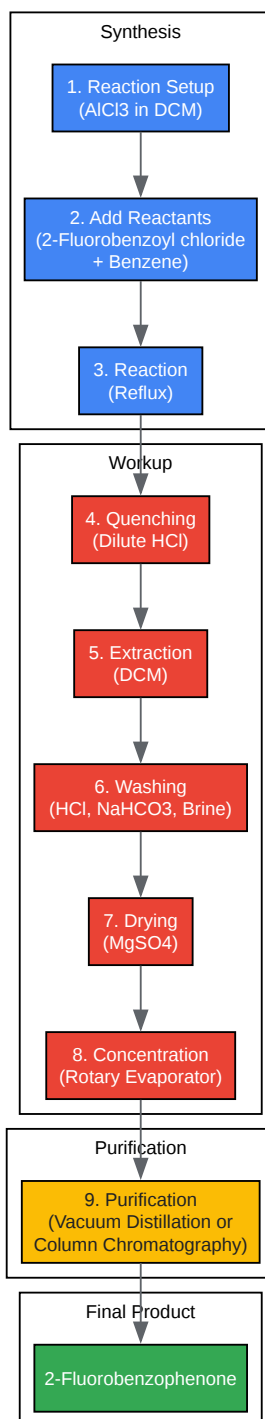 Synthesis
1. Reaction Setup
(AlCl3 in DCM)
2. Add Reactants
(2-Fluorobenzoyl chloride
+ Benzene)
3. Reaction
(Reflux)
Workup
4. Quenching
(Dilute HCl)
5. Extraction
(DCM)
6. Washing
(HCl, NaHCO3, Brine)
7. Drying
(MgSO4)
8. Concentration
(Rotary Evaporator)
Purification
9. Purification
(Vacuum Distillation or
Column Chromatography)
Final Product
2-Fluorobenzophenone